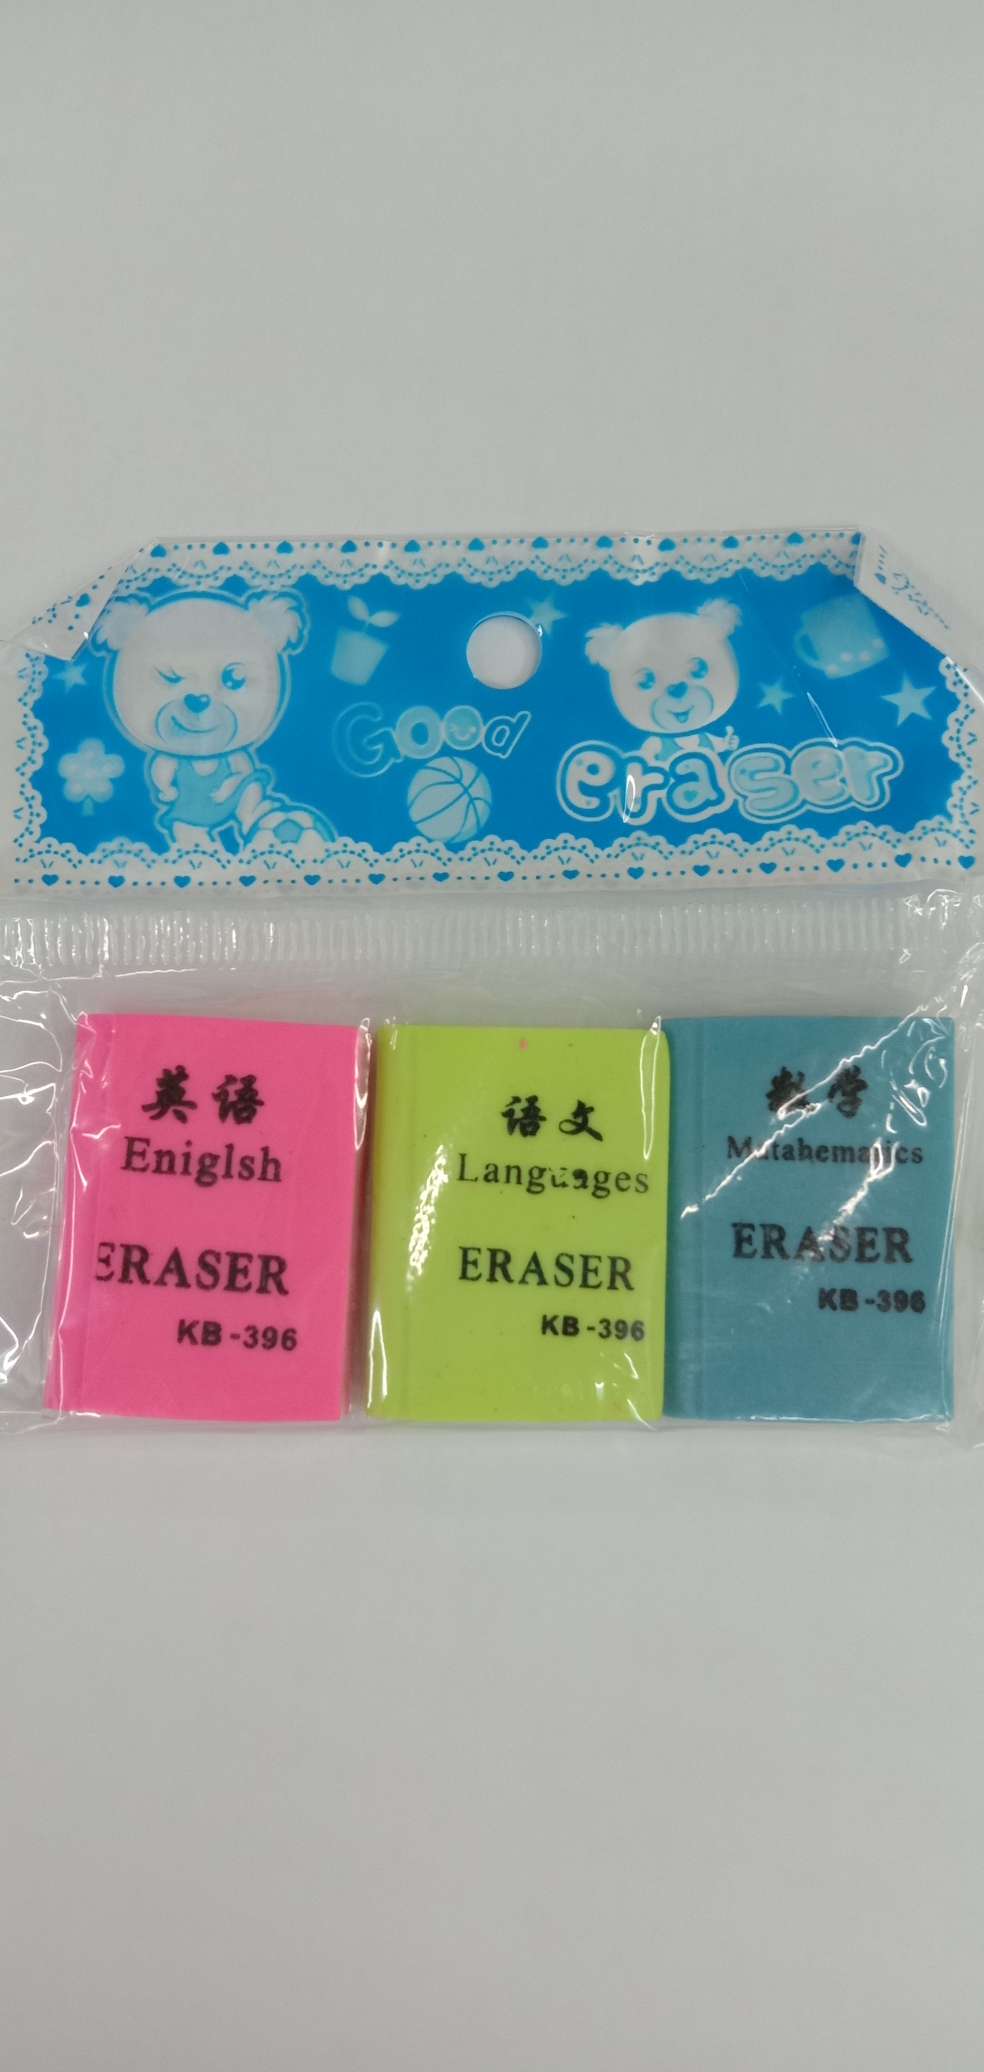 Good
eraser
英语
Eniglsh
ERASER
KB-396
语文
Languages
ERASER
KB-396
数学
Matahematics
ERASER
KB-396